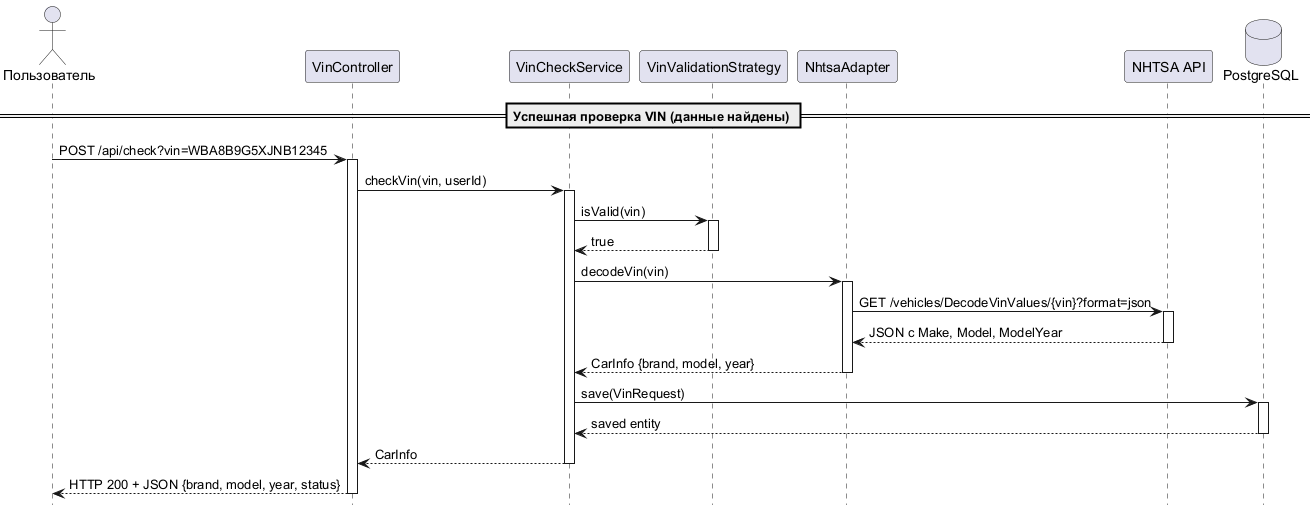 Пользователь
VinController
VinCheckService
VinValidationStrategy
NhtsaAdapter
NHTSA API
PostgreSQL
Успешная проверка VIN (данные найдены)
POST /api/check?vin=WBA8B9G5XJNB12345
checkVin(vin, userId)
isValid(vin)
true
decodeVin(vin)
GET /vehicles/DecodeVinValues/{vin}?format=json
JSON с Make, Model, ModelYear
CarInfo {brand, model, year}
save(VinRequest)
saved entity
CarInfo
HTTP 200 + JSON {brand, model, year, status}